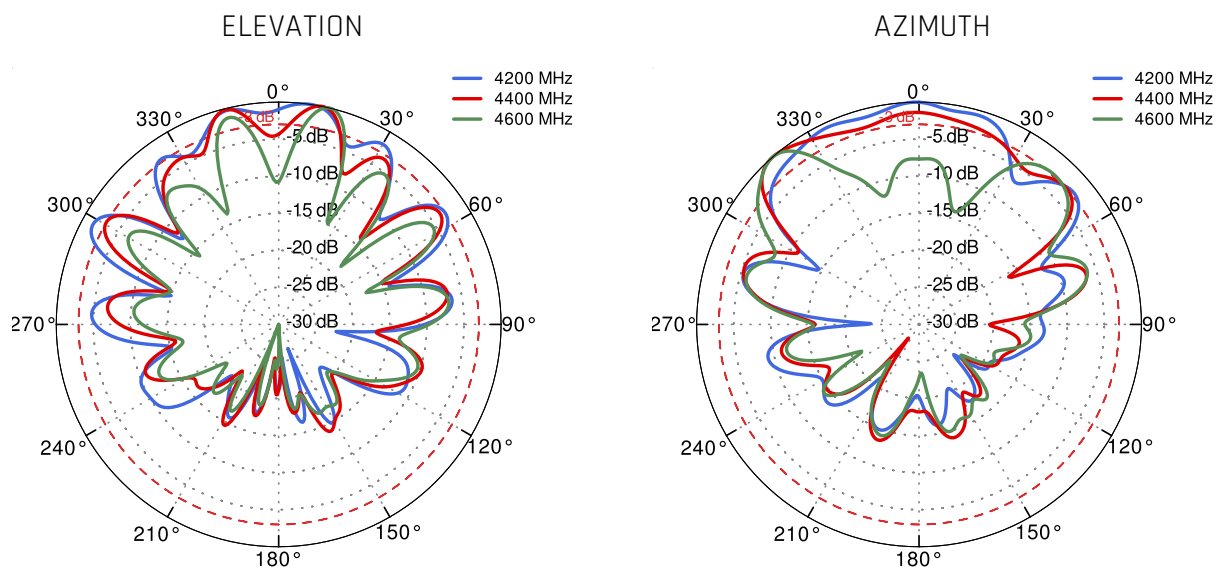 ELEVATION
4200 MHz
4400 MHz
4600 MHz
0°
330°
30°
-3 dB
-5 dB
-10 dB
300°
60°
-15 dB
-20 dB
-25 dB
270°
-30 dB
90°
240°
120°
210°
150°
180°
AZIMUTH
4200 MHz
4400 MHz
4600 MHz
0°
330°
30°
-3 dB
-5 dB
-10 dB
300°
60°
-15 dB
-20 dB
-25 dB
270°
-30 dB
90°
240°
120°
210°
150°
180°